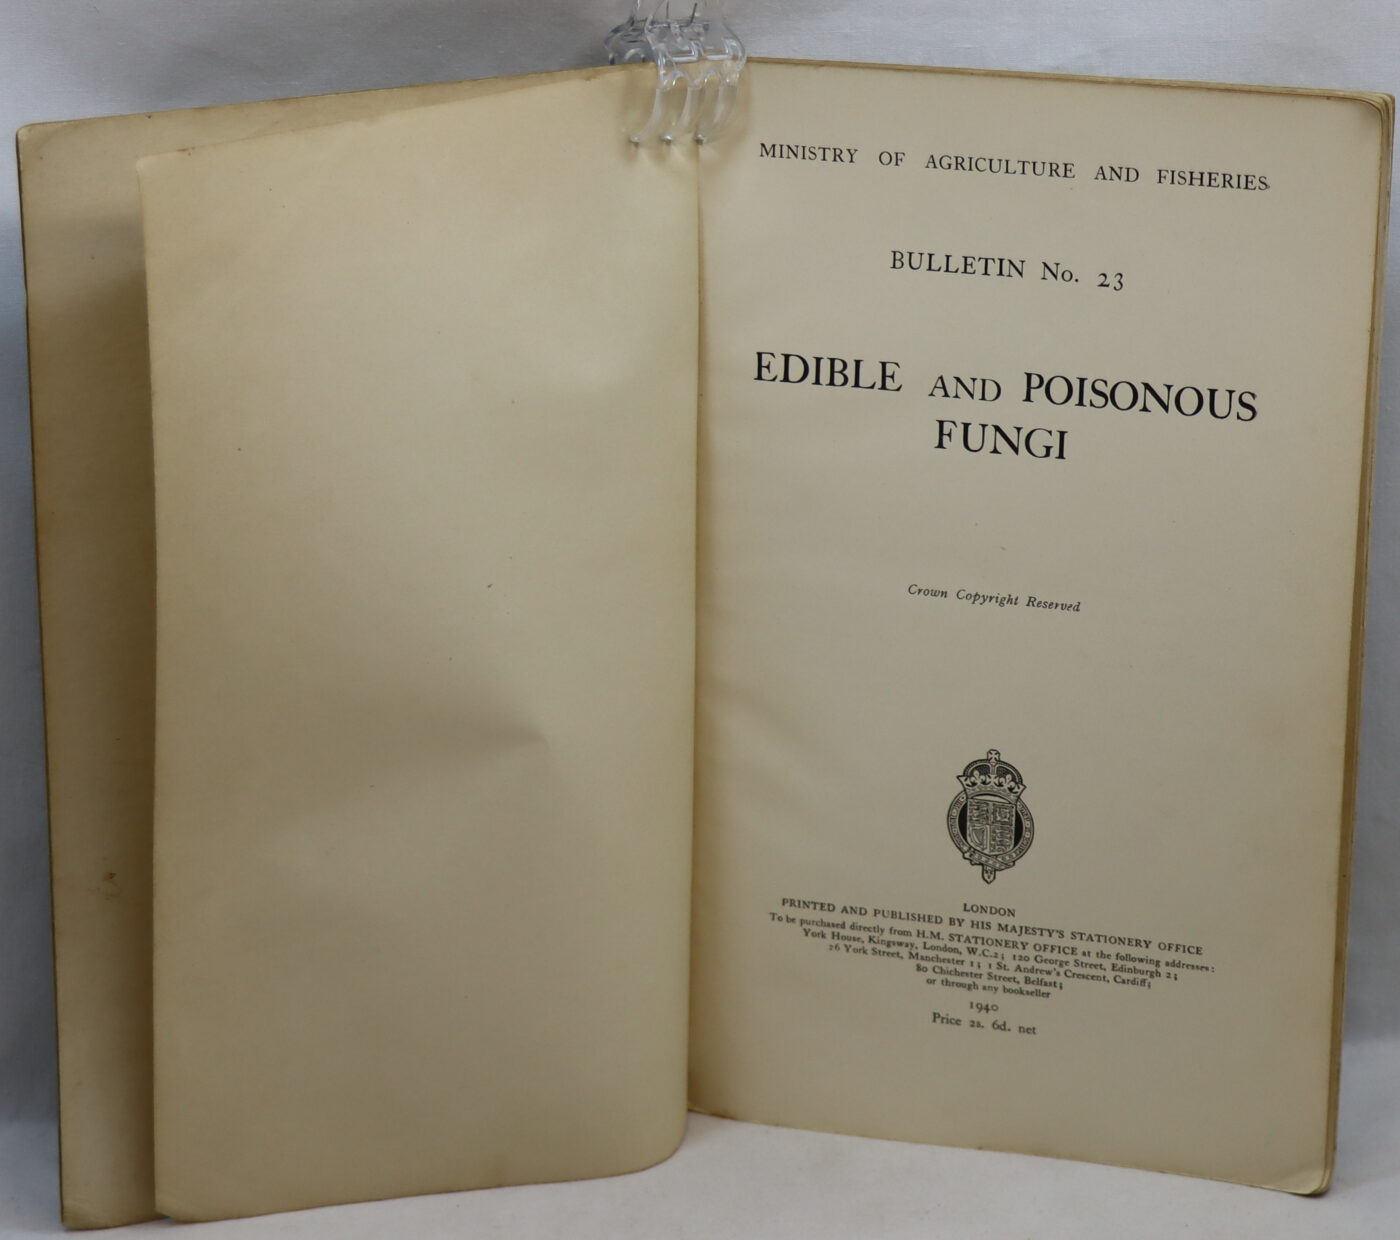 MINISTRY OF AGRICULTURE AND FISHERIES
BULLETIN No. 23
EDIBLE AND POISONOUS
FUNGI
Crown Copyright Reserved
LONDON
PRINTED AND PUBLISHED BY HIS MAJESTY'S STATIONERY OFFICE
To be purchased directly from H.M. STATIONERY OFFICE at the following addresses:
York House, Kingsway, London, W.C.2; 120 George Street, Edinburgh 2;
26 York Street, Manchester 1; 1 St. Andrew's Crescent, Cardiff;
80 Chichester Street, Belfast;
or through any bookseller
1940
Price 2s. 6d. net